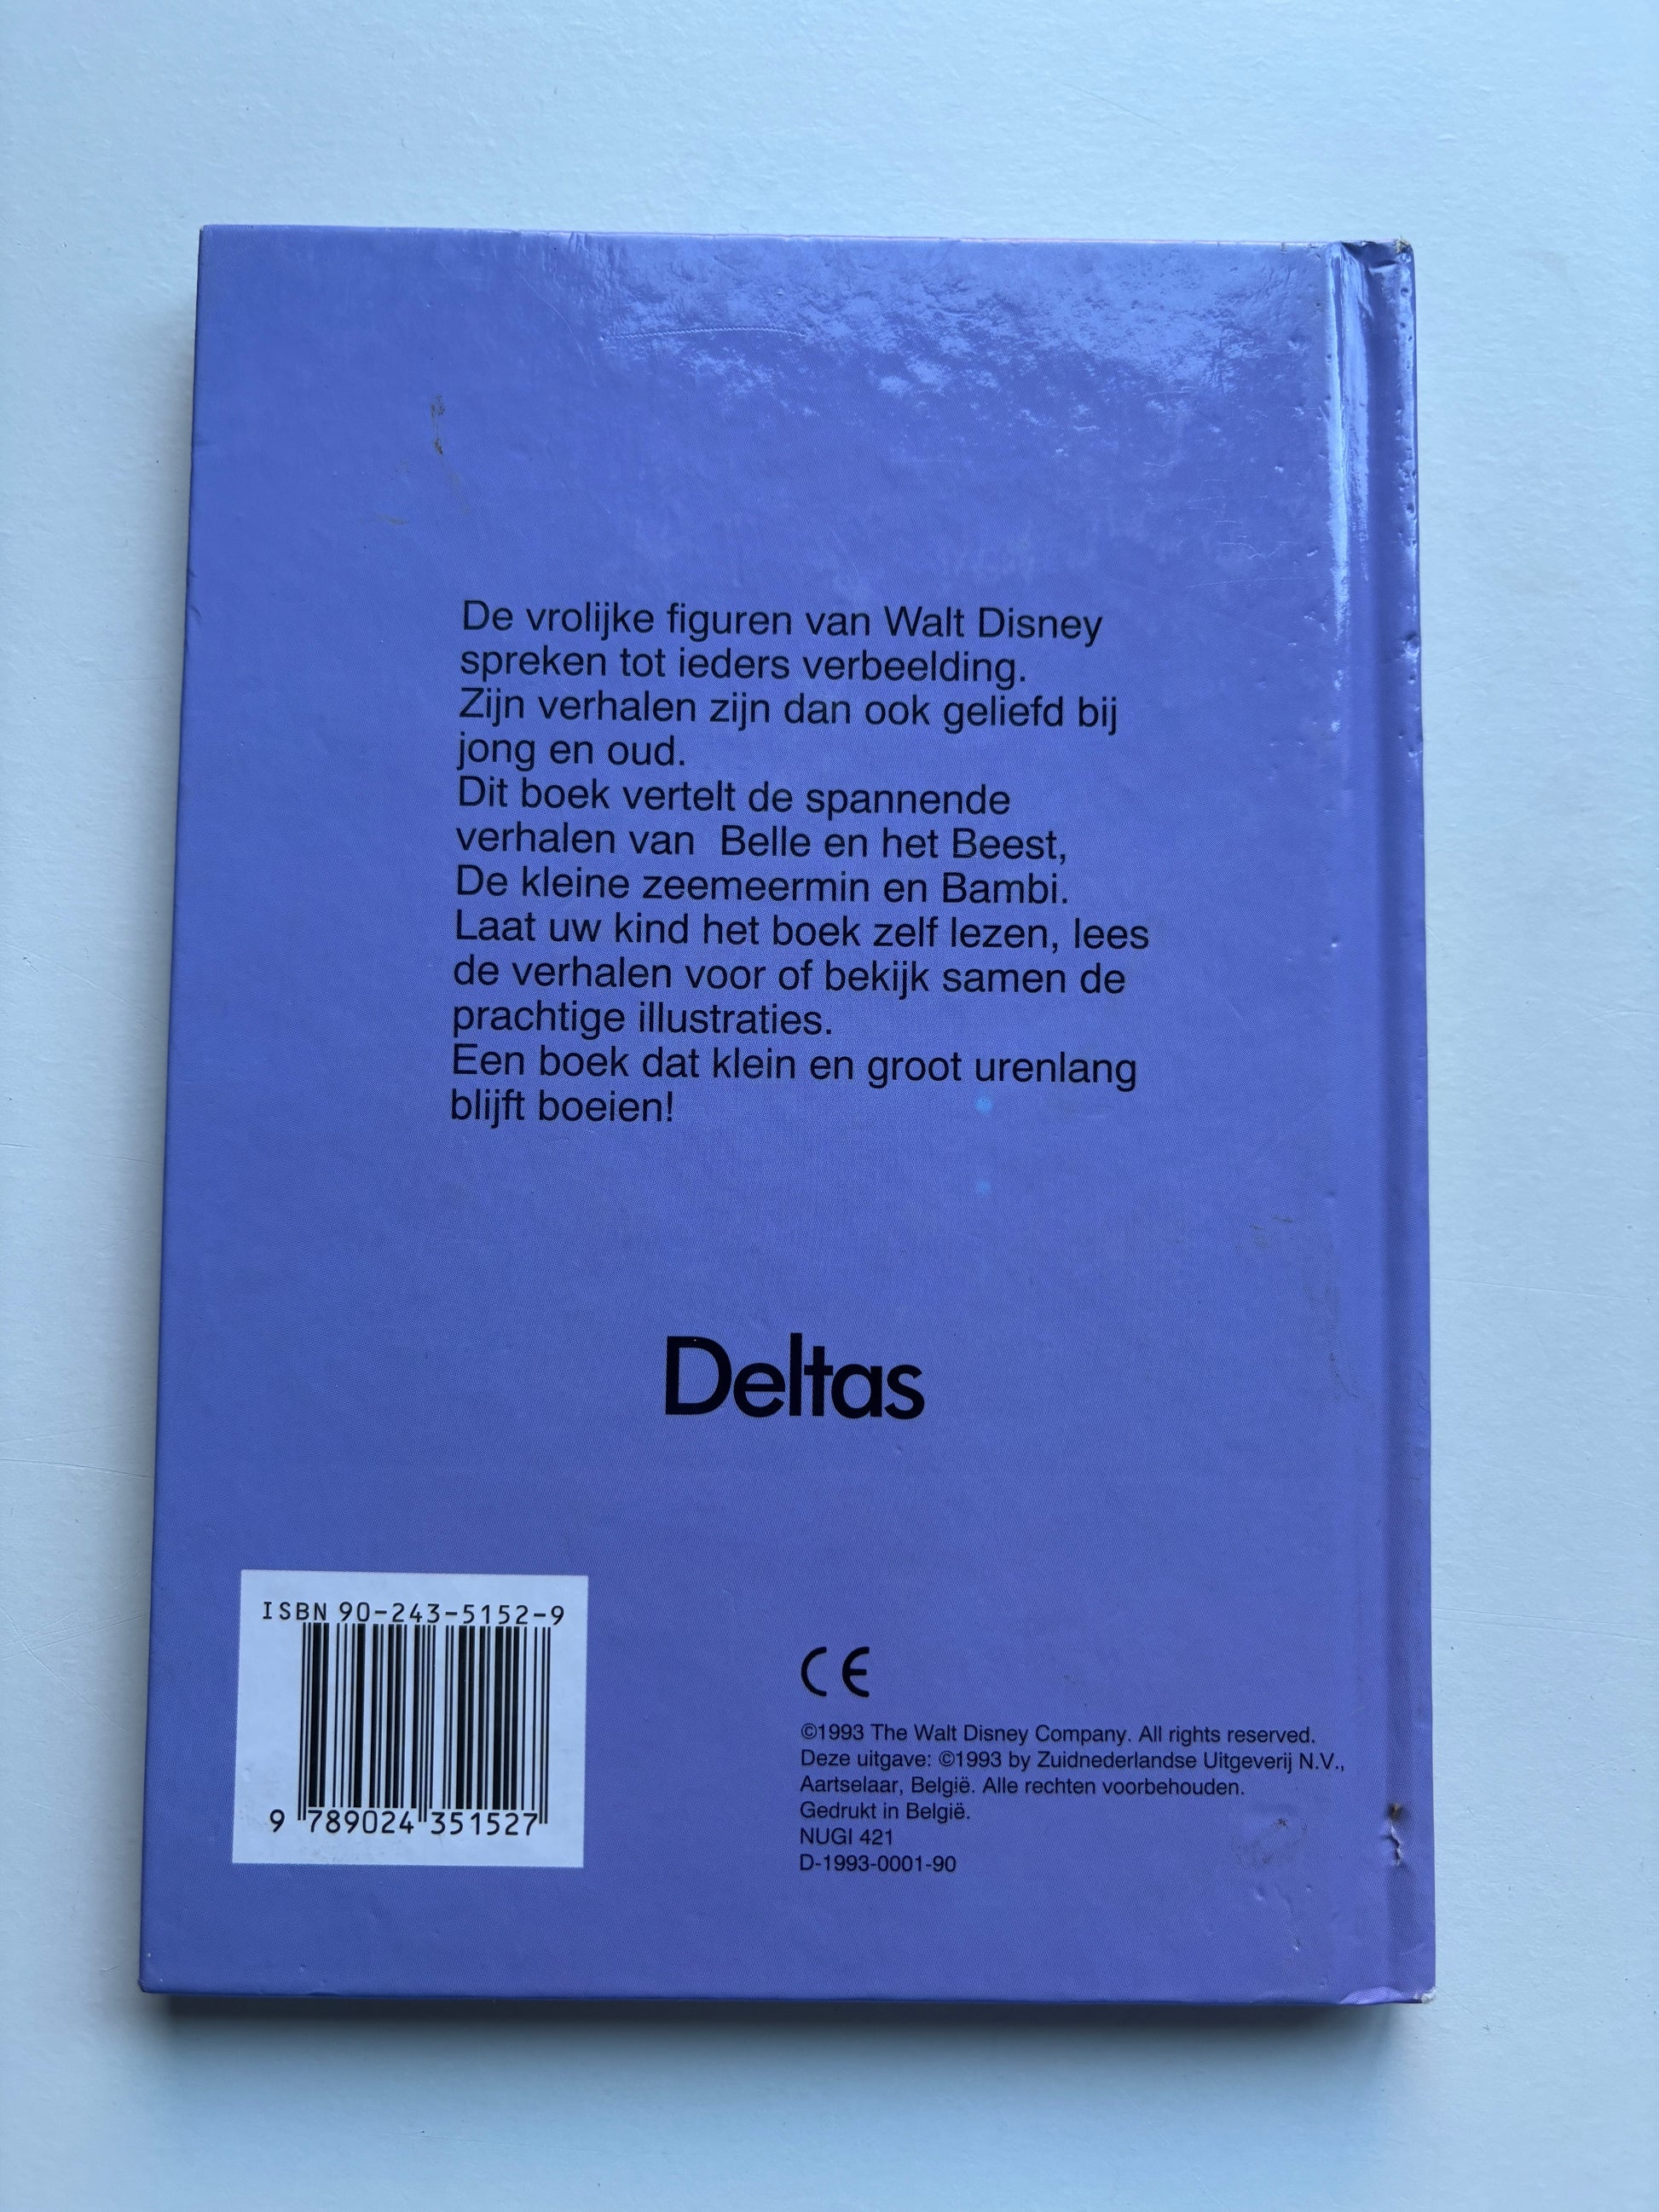 De vrolijke figuren van Walt Disney
spreken tot ieders verbeelding.
Zijn verhalen zijn dan ook geliefd bij
jong en oud.
Dit boek vertelt de spannende
verhalen van Belle en het Beest,
De kleine zeemeermin en Bambi.
Laat uw kind het boek zelf lezen, lees
de verhalen voor of bekijk samen de
prachtige illustraties.
Een boek dat klein en groot urenlang
blijft boeien!
Deltas
ISBN 90-243-5152-9
9 789024 351527
CE
©1993 The Walt Disney Company. All rights reserved.
Deze uitgave: ©1993 by Zuidnederlandse Uitgeverij N.V.,
Aartselaar, België. Alle rechten voorbehouden.
Gedrukt in België.
NUGI 421
D-1993-0001-90